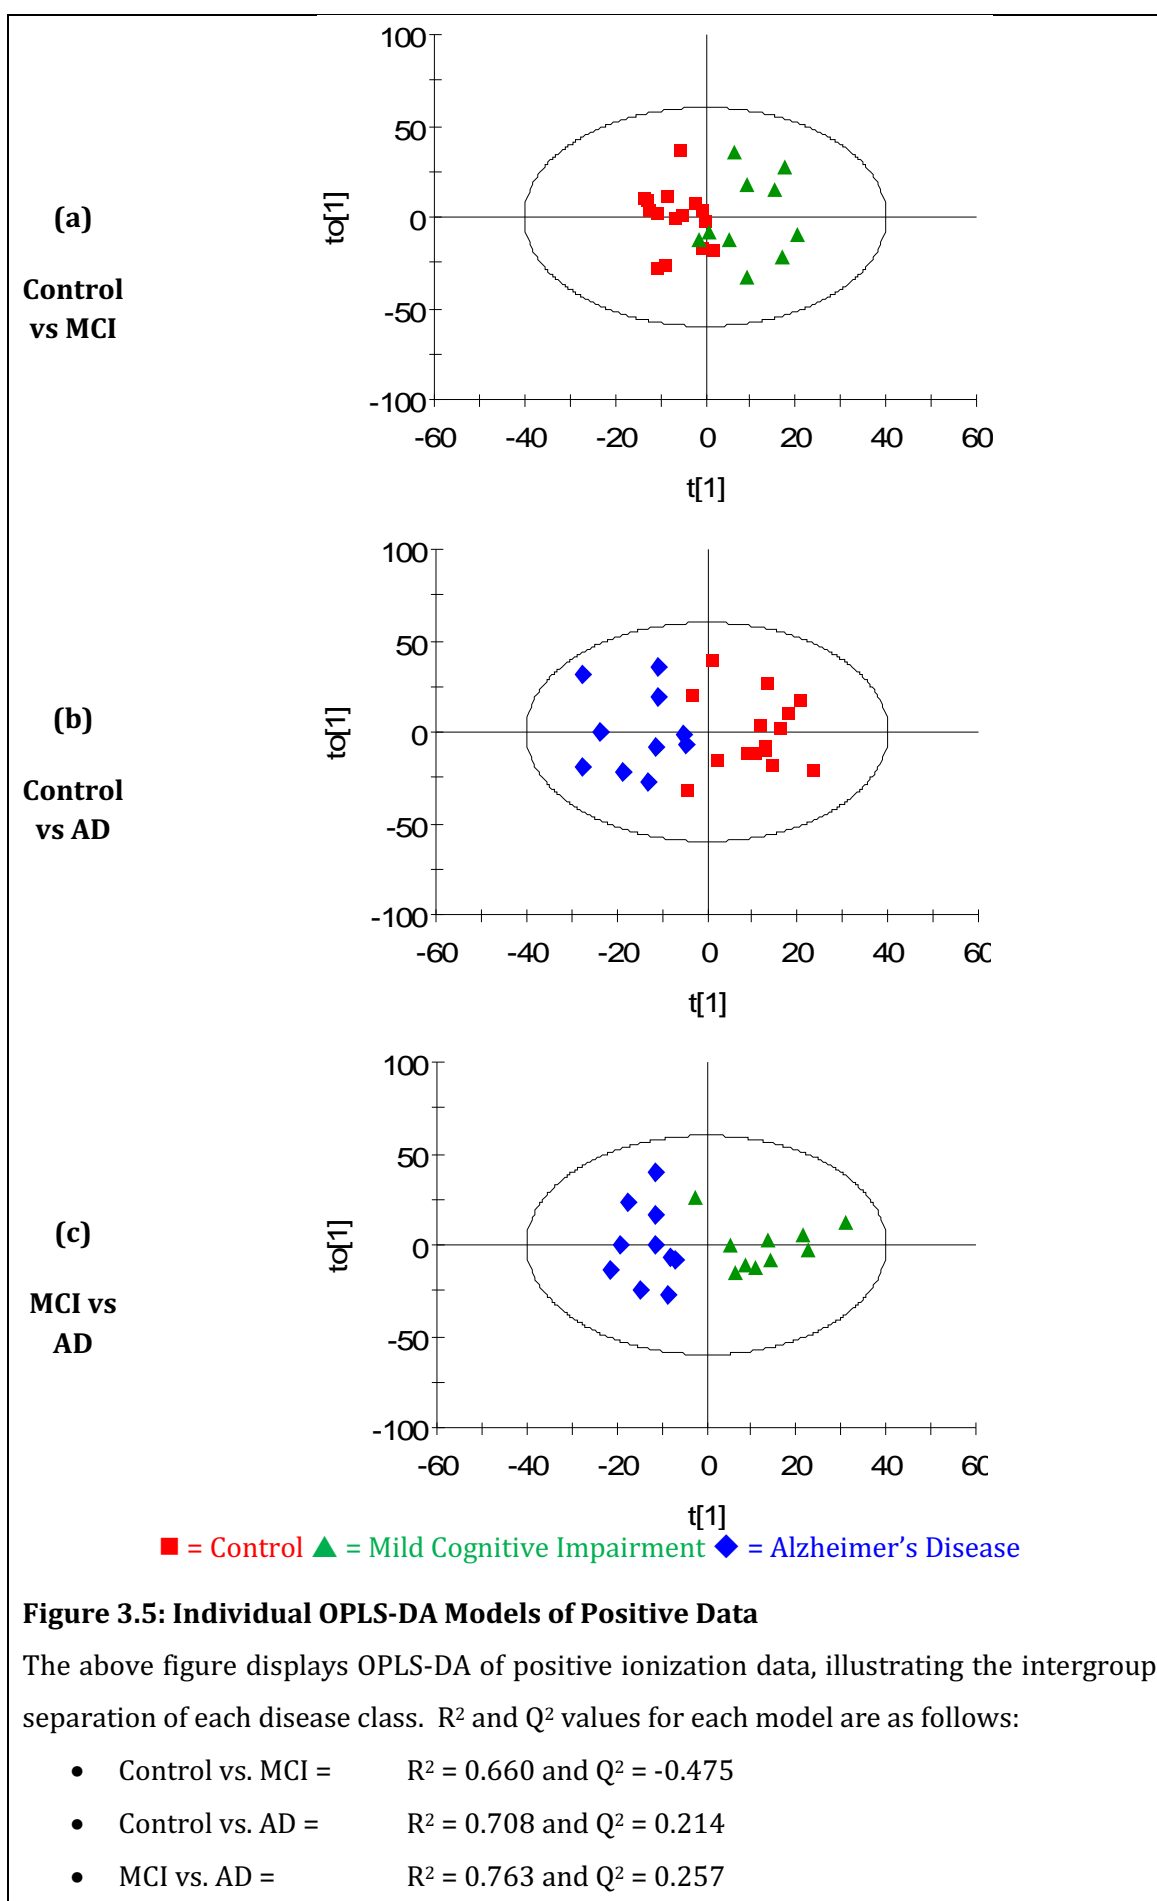 100
50
0
-50
-100
to[1]
-60 -40 -20 0 20 40 60
t[1]
(a)
Control
vs MCI
100
50
0
-50
-100
to[1]
-60 -40 -20 0 20 40 60
t[1]
(b)
Control
vs AD
100
50
0
-50
-100
to[1]
-60 -40 -20 0 20 40 60
t[1]
(c)
MCI vs
AD
■ = Control ▲ = Mild Cognitive Impairment ◆ = Alzheimer’s Disease
Figure 3.5: Individual OPLS-DA Models of Positive Data
The above figure displays OPLS-DA of positive ionization data, illustrating the intergroup
separation of each disease class. R² and Q² values for each model are as follows:
• Control vs. MCI = R² = 0.660 and Q² = -0.475
• Control vs. AD = R² = 0.708 and Q² = 0.214
• MCI vs. AD = R² = 0.763 and Q² = 0.257